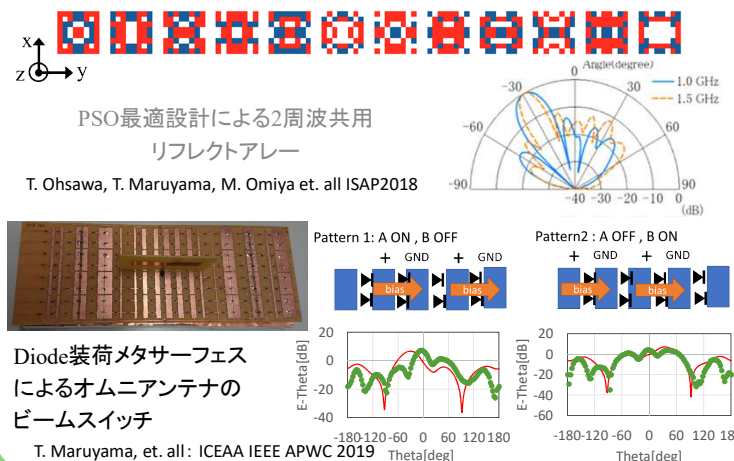 x
z
y
PSO最適設計による2周波共用
リフレクトアレー
T. Ohsawa, T. Maruyama, M. Omiya et. all ISAP2018
Angle(degree)
0
-30
30
-60
60
-90
90
-40 -30 -20 -10 0
(dB)
1.0 GHz
1.5 GHz
Diode装荷メタサーフェス
によるオムニアンテナの
ビームスイッチ
T. Maruyama, et. all： ICEAA IEEE APWC 2019
Pattern 1: A ON , B OFF
+ GND + GND
bias bias
E-Theta[dB]
20
0
-20
-40
-180-120 -60 0 60 120 180
Theta[deg]
Pattern2 : A OFF , B ON
+ GND + GND
bias bias
E-Theta[dB]
20
0
-20
-40
-60
-180-120 -60 0 60 120 18
Theta[deg]